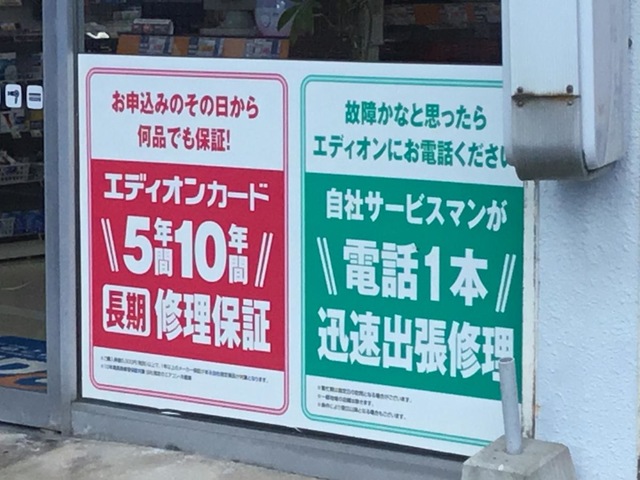 お申込みのその日から
何品でも保証!
エディオンカード
5年間10年間
長期修理保証
故障かなと思ったら
エディオンにお電話ください
自社サービスマンが
電話1本
迅速出張修理